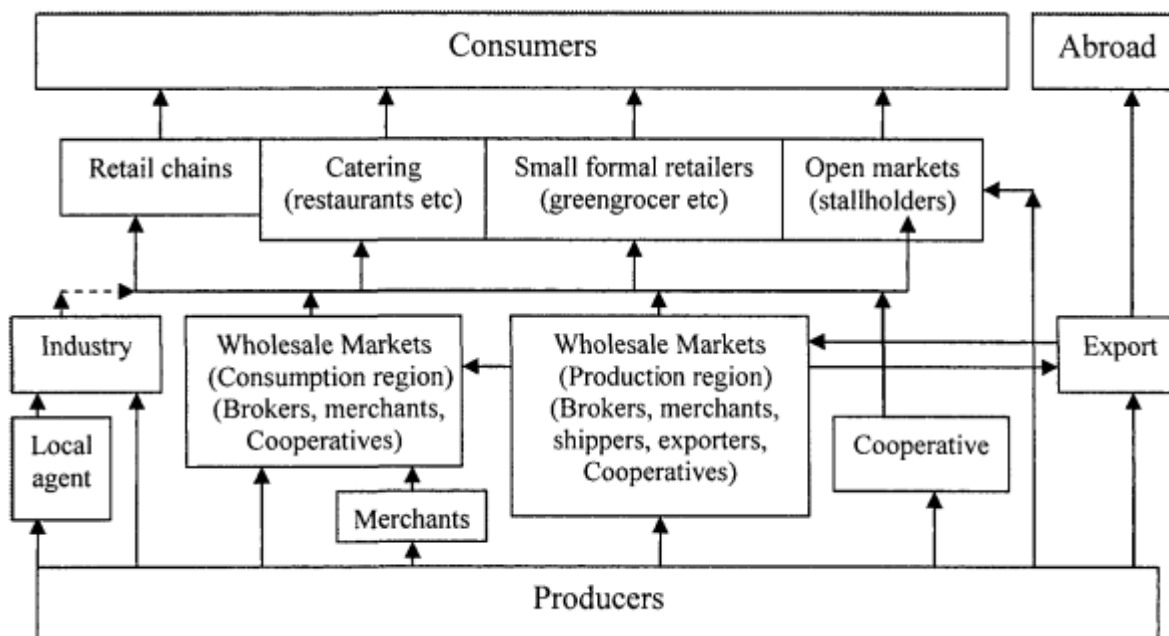 Consumers
Abroad
Retail chains
Catering
(restaurants etc)
Small formal retailers
(greengrocer etc)
Open markets
(stallholders)
Industry
Wholesale Markets
(Consumption region)
(Brokers, merchants,
Cooperatives)
Wholesale Markets
(Production region)
(Brokers, merchants,
shippers, exporters,
Cooperatives)
Export
Local
agent
Cooperative
Merchants
Producers